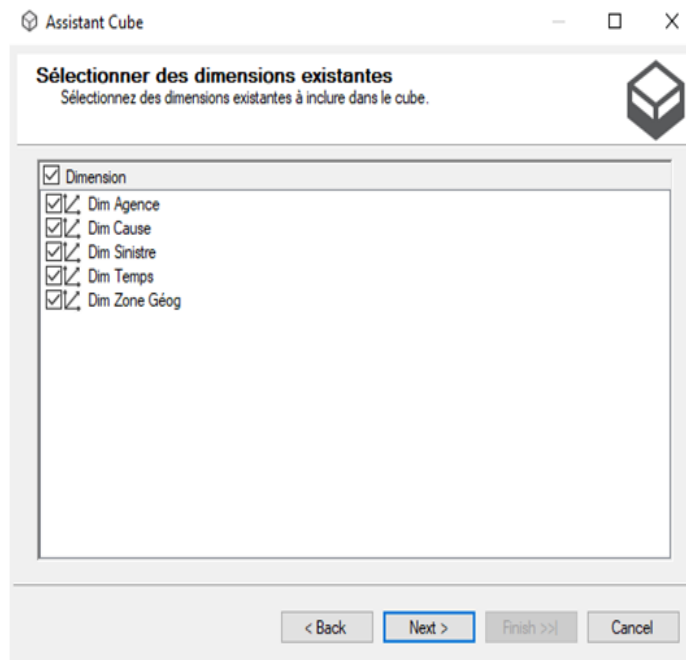 Assistant Cube
Sélectionner des dimensions existantes
Sélectionnez des dimensions existantes à inclure dans le cube.
Dimension
Dim Agence
Dim Cause
Dim Sinistre
Dim Temps
Dim Zone Géog
< Back Next > Finish >>| Cancel